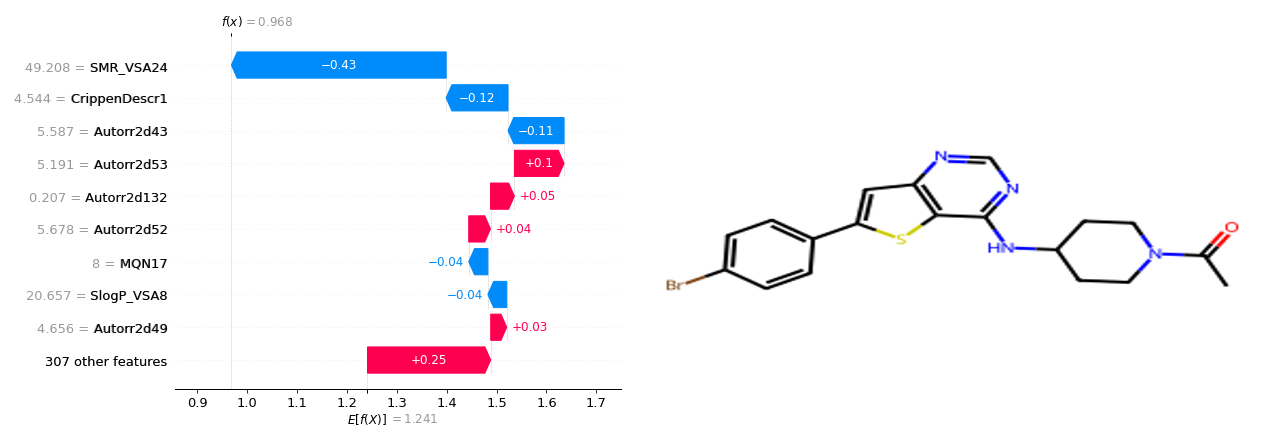 f(x) = 0.968
49.208 = SMR_VSA24
−0.43
4.544 = CrippenDescr1
−0.12
5.587 = Autorr2d43
−0.11
5.191 = Autorr2d53
+0.1
0.207 = Autorr2d132
+0.05
5.678 = Autorr2d52
+0.04
8 = MQN17
−0.04
20.657 = SlogP_VSA8
−0.04
4.656 = Autorr2d49
+0.03
307 other features
+0.25
0.9 1.0 1.1 1.2 1.3 1.4 1.5 1.6 1.7
E[f(X)] = 1.241
N
N
S
HN
N
O
Br